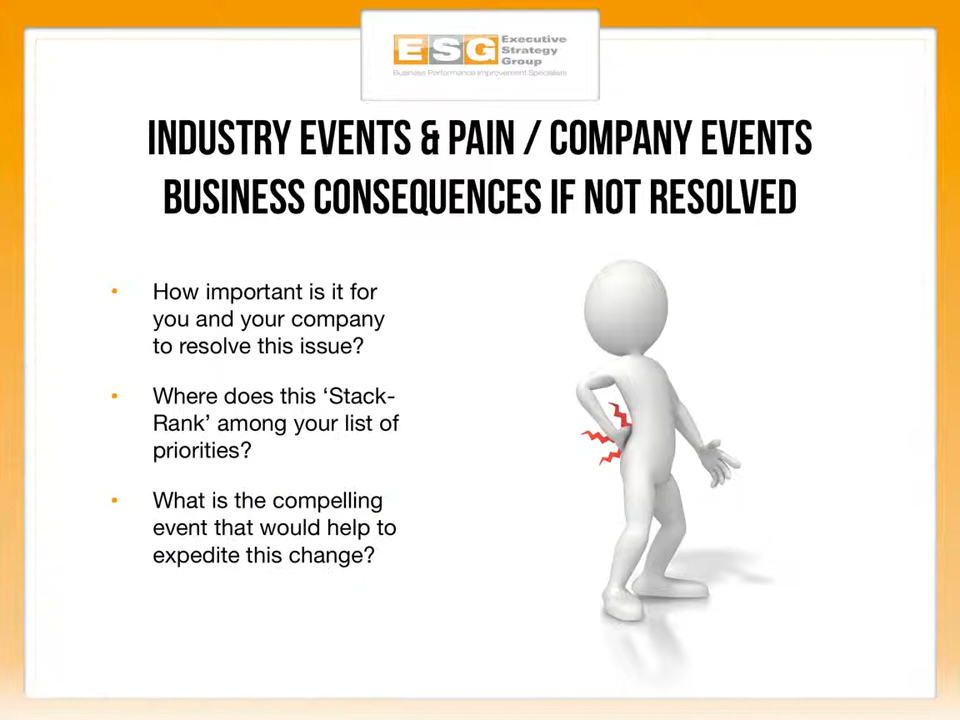 ESG Executive
Strategy
Group
Business Performance Improvement Specialists
INDUSTRY EVENTS & PAIN / COMPANY EVENTS
BUSINESS CONSEQUENCES IF NOT RESOLVED
• How important is it for
you and your company
to resolve this issue?
• Where does this ‘Stack-
Rank’ among your list of
priorities?
• What is the compelling
event that would help to
expedite this change?